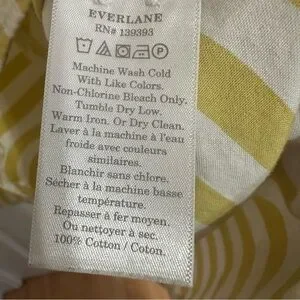 EVERLANE
RN# 139393
Machine Wash Cold
With Like Colors.
Non-Chlorine Bleach Only.
Tumble Dry Low.
Warm Iron. Or Dry Clean.
Laver à la machine à l'eau
froide avec couleurs
similaires.
Blanchir sans chlore.
Sécher à la machine basse
température.
Repasser à fer moyen.
Ou nettoyer à sec.
100% Cotton / Coton.